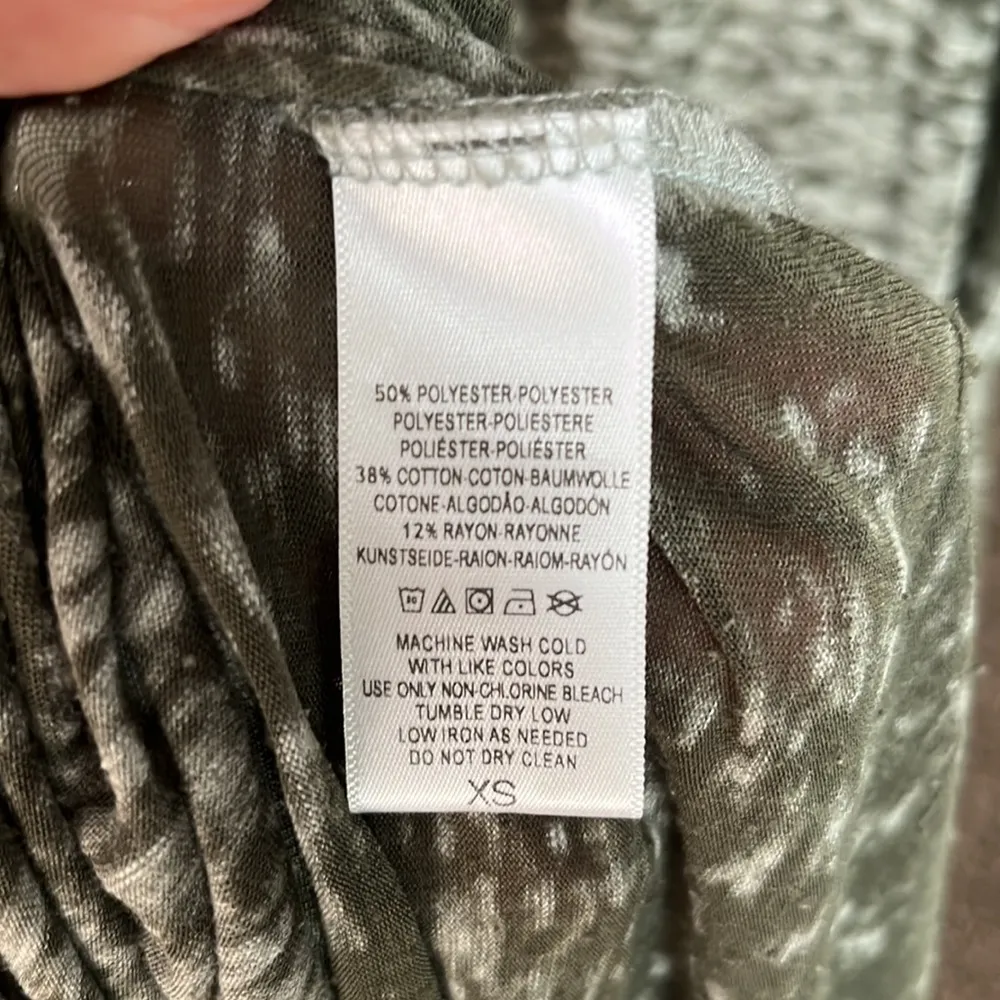 50% POLYESTER-POLYESTER
POLYESTER-POLIESTERE
POLIÉSTER-POLIÉSTER
38% COTTON-COTON-BAUMWOLLE
COTONE-ALGODÃO-ALGODÓN
12% RAYON-RAYONNE
KUNSTSEIDE-RAION-RAIOM-RAYÓN
30
MACHINE WASH COLD
WITH LIKE COLORS
USE ONLY NON-CHLORINE BLEACH
TUMBLE DRY LOW
LOW IRON AS NEEDED
DO NOT DRY CLEAN
XS